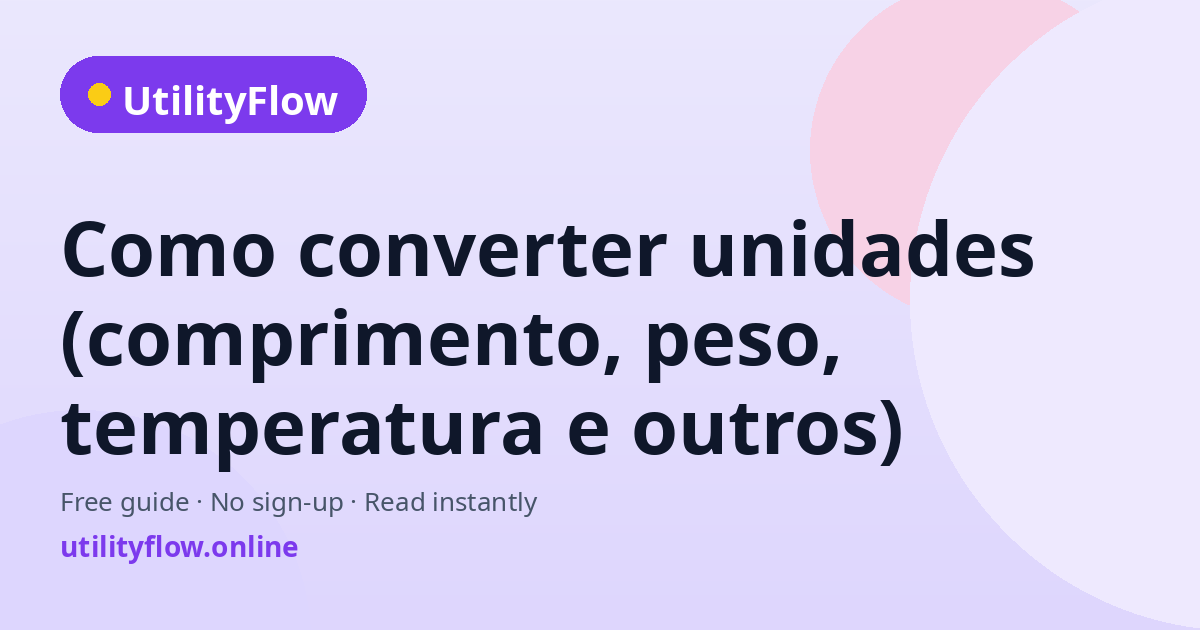 UtilityFlow
Como converter unidades
(comprimento, peso,
temperatura e outros)
Free guide · No sign-up · Read instantly
utilityflow.online